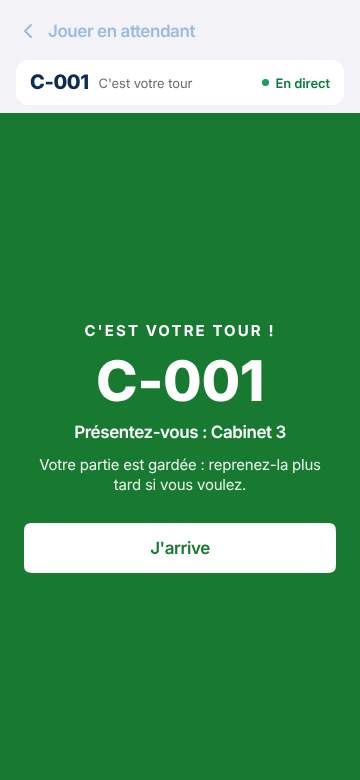 Jouer en attendant
C-001 C'est votre tour En direct
C'EST VOTRE TOUR !
C-001
Présentez-vous : Cabinet 3
Votre partie est gardée : reprenez-la plus
tard si vous voulez.
J'arrive